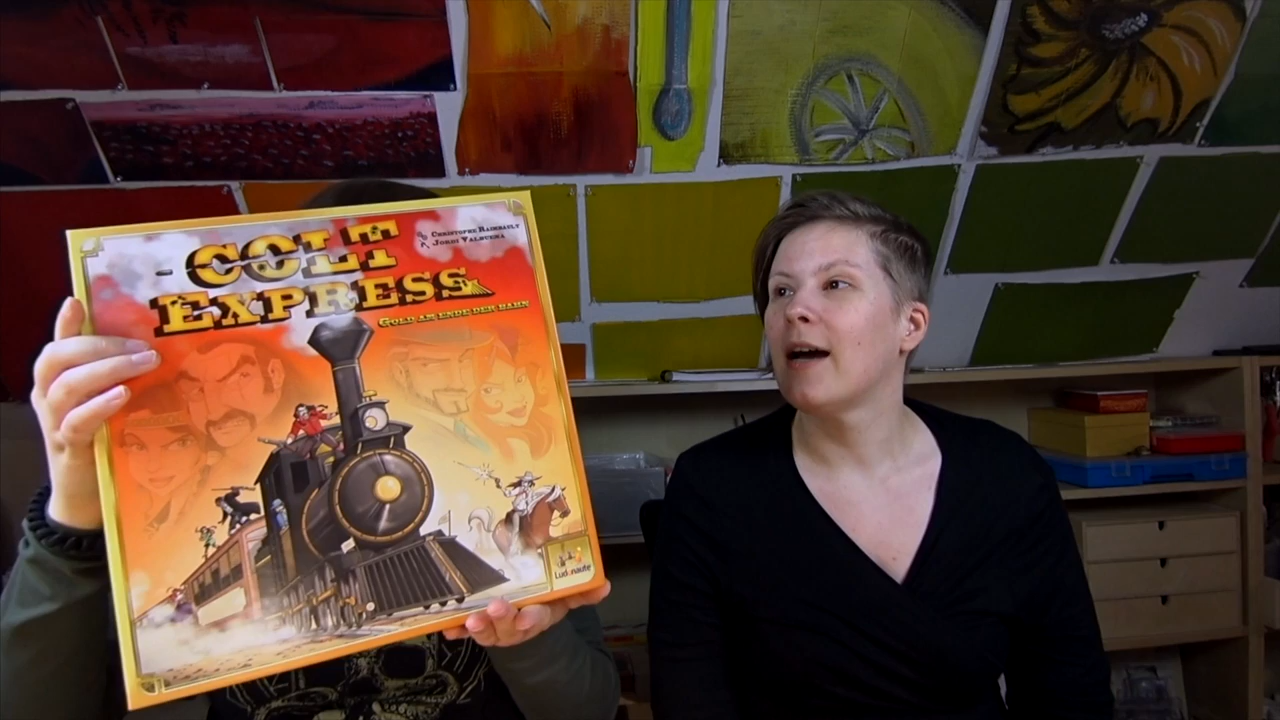 COLT
EXPRESS
CHRISTOPHE RAIMBAULT
JORDI VALBUENA
GOLD AM ENDE DER BAHN
Ludonaute